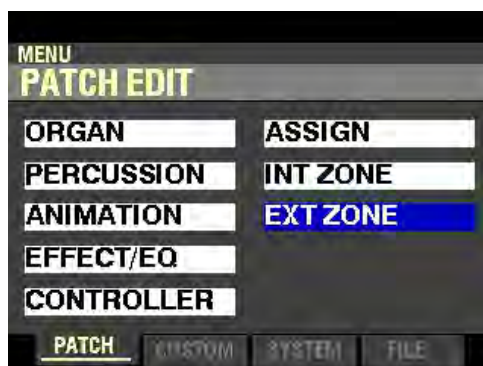 MENU
PATCH EDIT
ORGAN
ASSIGN
PERCUSSION
INT ZONE
ANIMATION
EXT ZONE
EFFECT/EQ
CONTROLLER
PATCH CUSTOM SYSTEM FILE